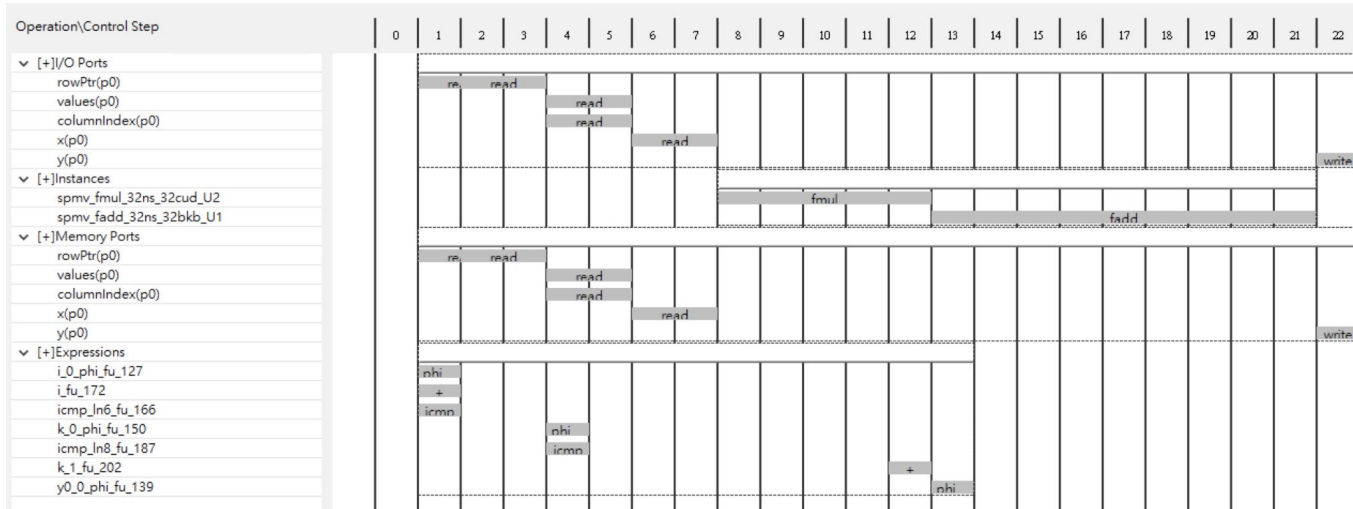 Operation\Control Step 0 1 2 3 4 5 6 7 8 9 10 11 12 13 14 15 16 17 18 19 20 21 22
[+]I/O Ports
rowPtr(p0) read
values(p0) read
columnIndex(p0) read
x(p0) read
y(p0) write
[+]Instances
spmv_fmul_32ns_32cud_U2 fmul
spmv_fadd_32ns_32bkb_U1 fadd
[+]Memory Ports
rowPtr(p0) read
values(p0) read
columnIndex(p0) read
x(p0) read
y(p0) write
[+]Expressions
i_0_phi_fu_127 phi
i_fu_172 +
icmp_ln6_fu_166 icmp
k_0_phi_fu_150 phi
icmp_ln8_fu_187 icmp
k_1_fu_202 +
y0_0_phi_fu_139 phi